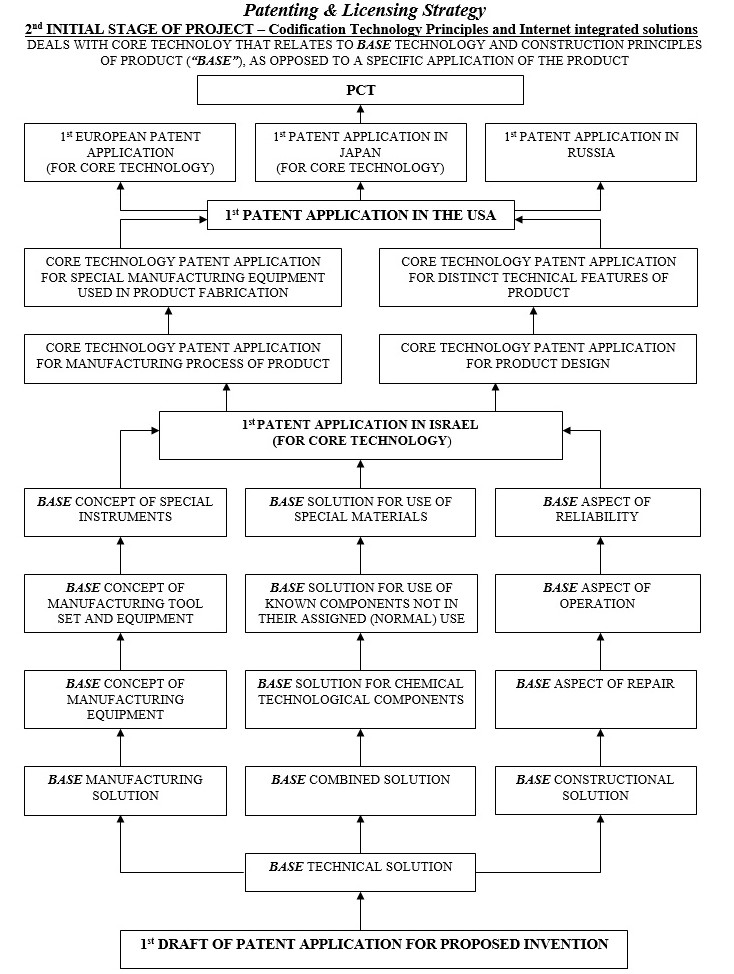 Patenting & Licensing Strategy
2nd INITIAL STAGE OF PROJECT – Codification Technology Principles and Internet integrated solutions
DEALS WITH CORE TECHNOLOY THAT RELATES TO BASE TECHNOLOGY AND CONSTRUCTION PRINCIPLES
OF PRODUCT (“BASE”), AS OPPOSED TO A SPECIFIC APPLICATION OF THE PRODUCT
PCT
1st EUROPEAN PATENT
APPLICATION
(FOR CORE TECHNOLOGY)
1st PATENT APPLICATION IN
JAPAN
(FOR CORE TECHNOLOGY)
1st PATENT APPLICATION IN
RUSSIA
1st PATENT APPLICATION IN THE USA
CORE TECHNOLOGY PATENT APPLICATION
FOR SPECIAL MANUFACTURING EQUIPMENT
USED IN PRODUCT FABRICATION
CORE TECHNOLOGY PATENT APPLICATION
FOR DISTINCT TECHNICAL FEATURES OF
PRODUCT
CORE TECHNOLOGY PATENT APPLICATION
FOR MANUFACTURING PROCESS OF PRODUCT
CORE TECHNOLOGY PATENT APPLICATION
FOR PRODUCT DESIGN
1st PATENT APPLICATION IN ISRAEL
(FOR CORE TECHNOLOGY)
BASE CONCEPT OF SPECIAL
INSTRUMENTS
BASE SOLUTION FOR USE OF
SPECIAL MATERIALS
BASE ASPECT OF
RELIABILITY
BASE CONCEPT OF
MANUFACTURING TOOL
SET AND EQUIPMENT
BASE SOLUTION FOR USE OF
KNOWN COMPONENTS NOT IN
THEIR ASSIGNED (NORMAL) USE
BASE ASPECT OF
OPERATION
BASE CONCEPT OF
MANUFACTURING
EQUIPMENT
BASE SOLUTION FOR CHEMICAL
TECHNOLOGICAL COMPONENTS
BASE ASPECT OF REPAIR
BASE MANUFACTURING
SOLUTION
BASE COMBINED SOLUTION
BASE CONSTRUCTIONAL
SOLUTION
BASE TECHNICAL SOLUTION
1st DRAFT OF PATENT APPLICATION FOR PROPOSED INVENTION